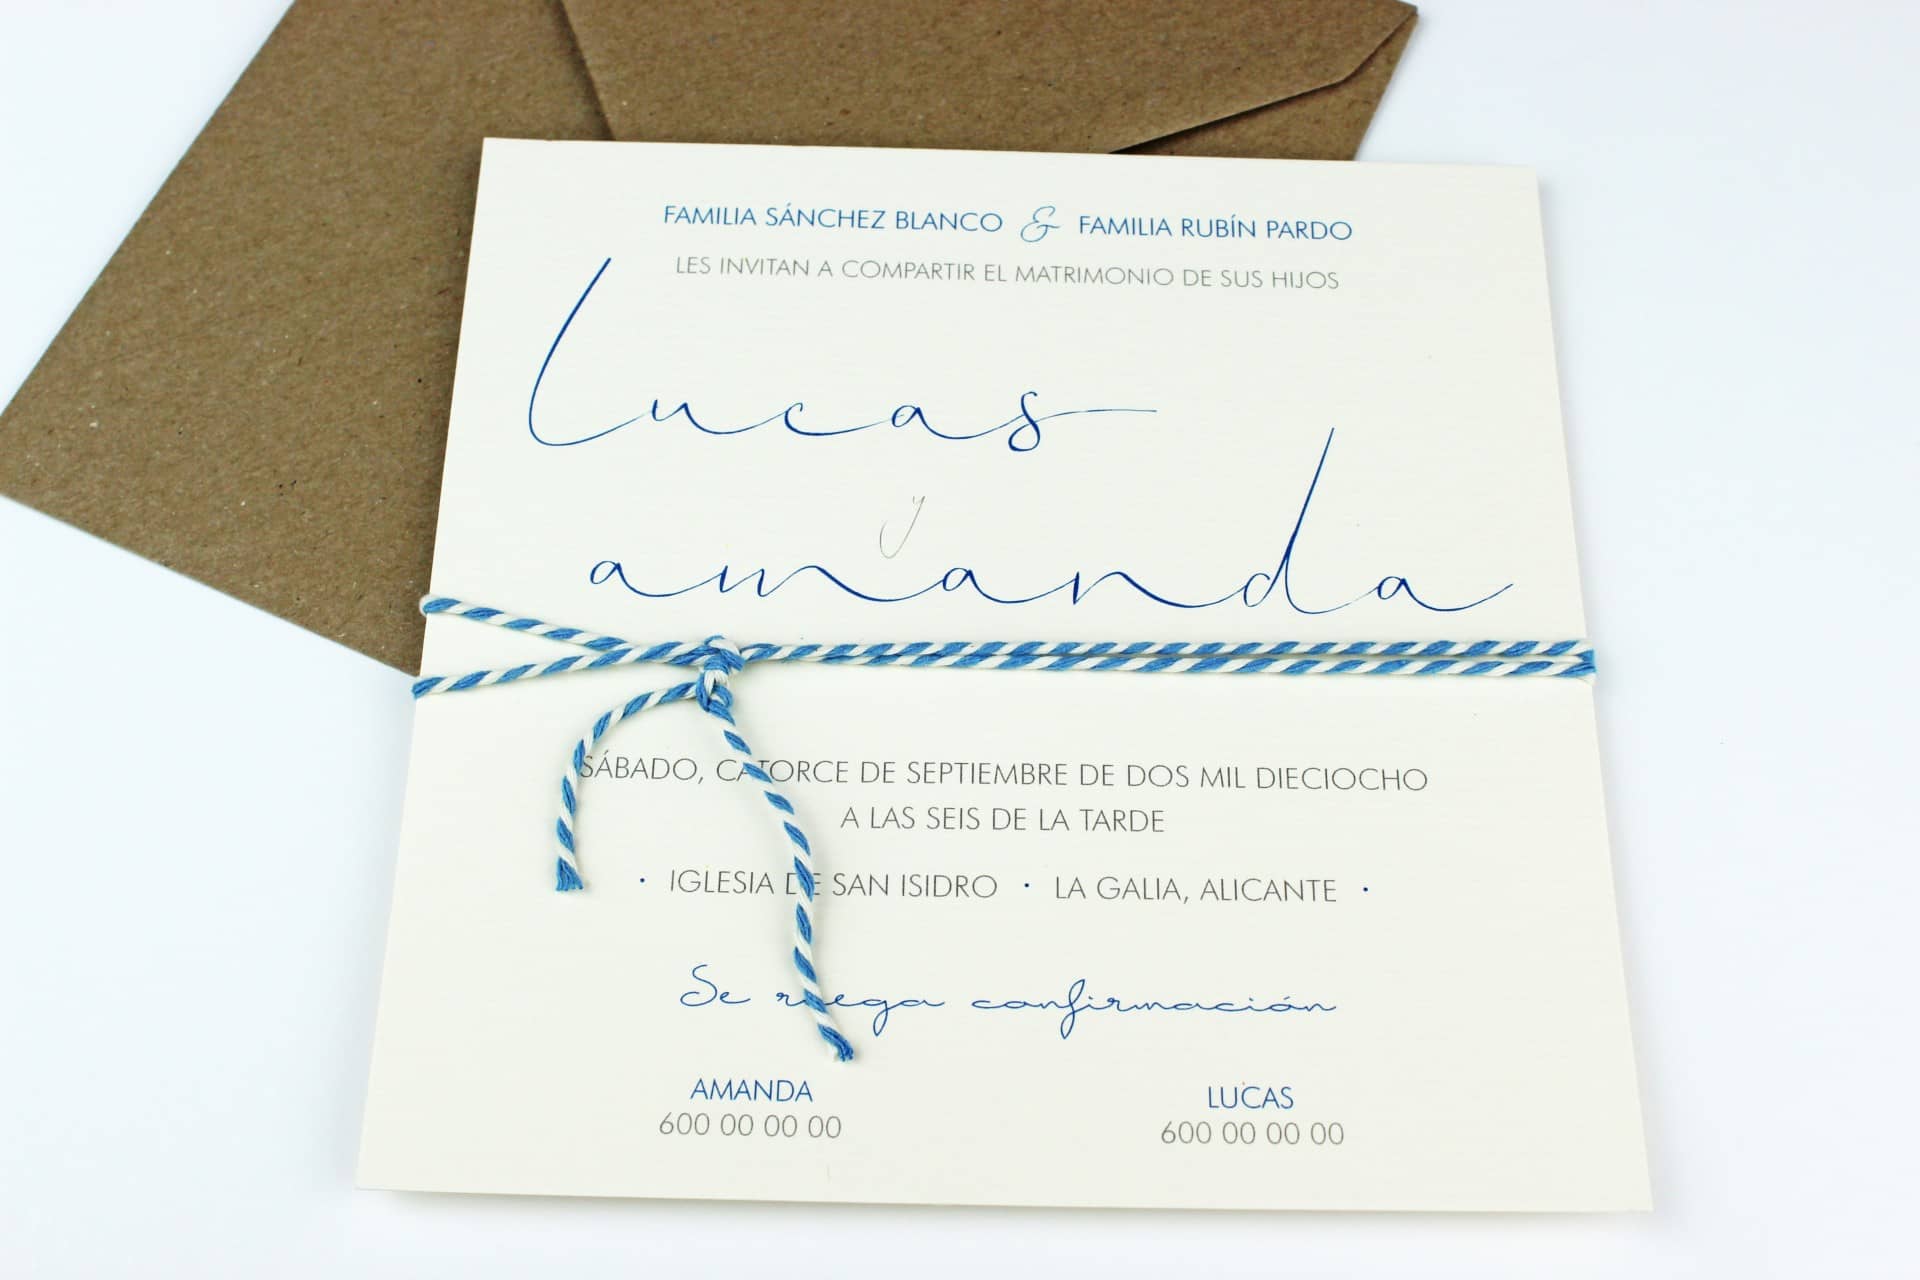 FAMILIA SÁNCHEZ BLANCO & FAMILIA RUBÍN PARDO
LES INVITAN A COMPARTIR EL MATRIMONIO DE SUS HIJOS
lucas
y
amanda
SÁBADO, CATORCE DE SEPTIEMBRE DE DOS MIL DIECIOCHO
A LAS SEIS DE LA TARDE
· IGLESIA DE SAN ISIDRO · LA GALIA, ALICANTE ·
Se ruega confirmación
AMANDA LUCAS
600 00 00 00 600 00 00 00